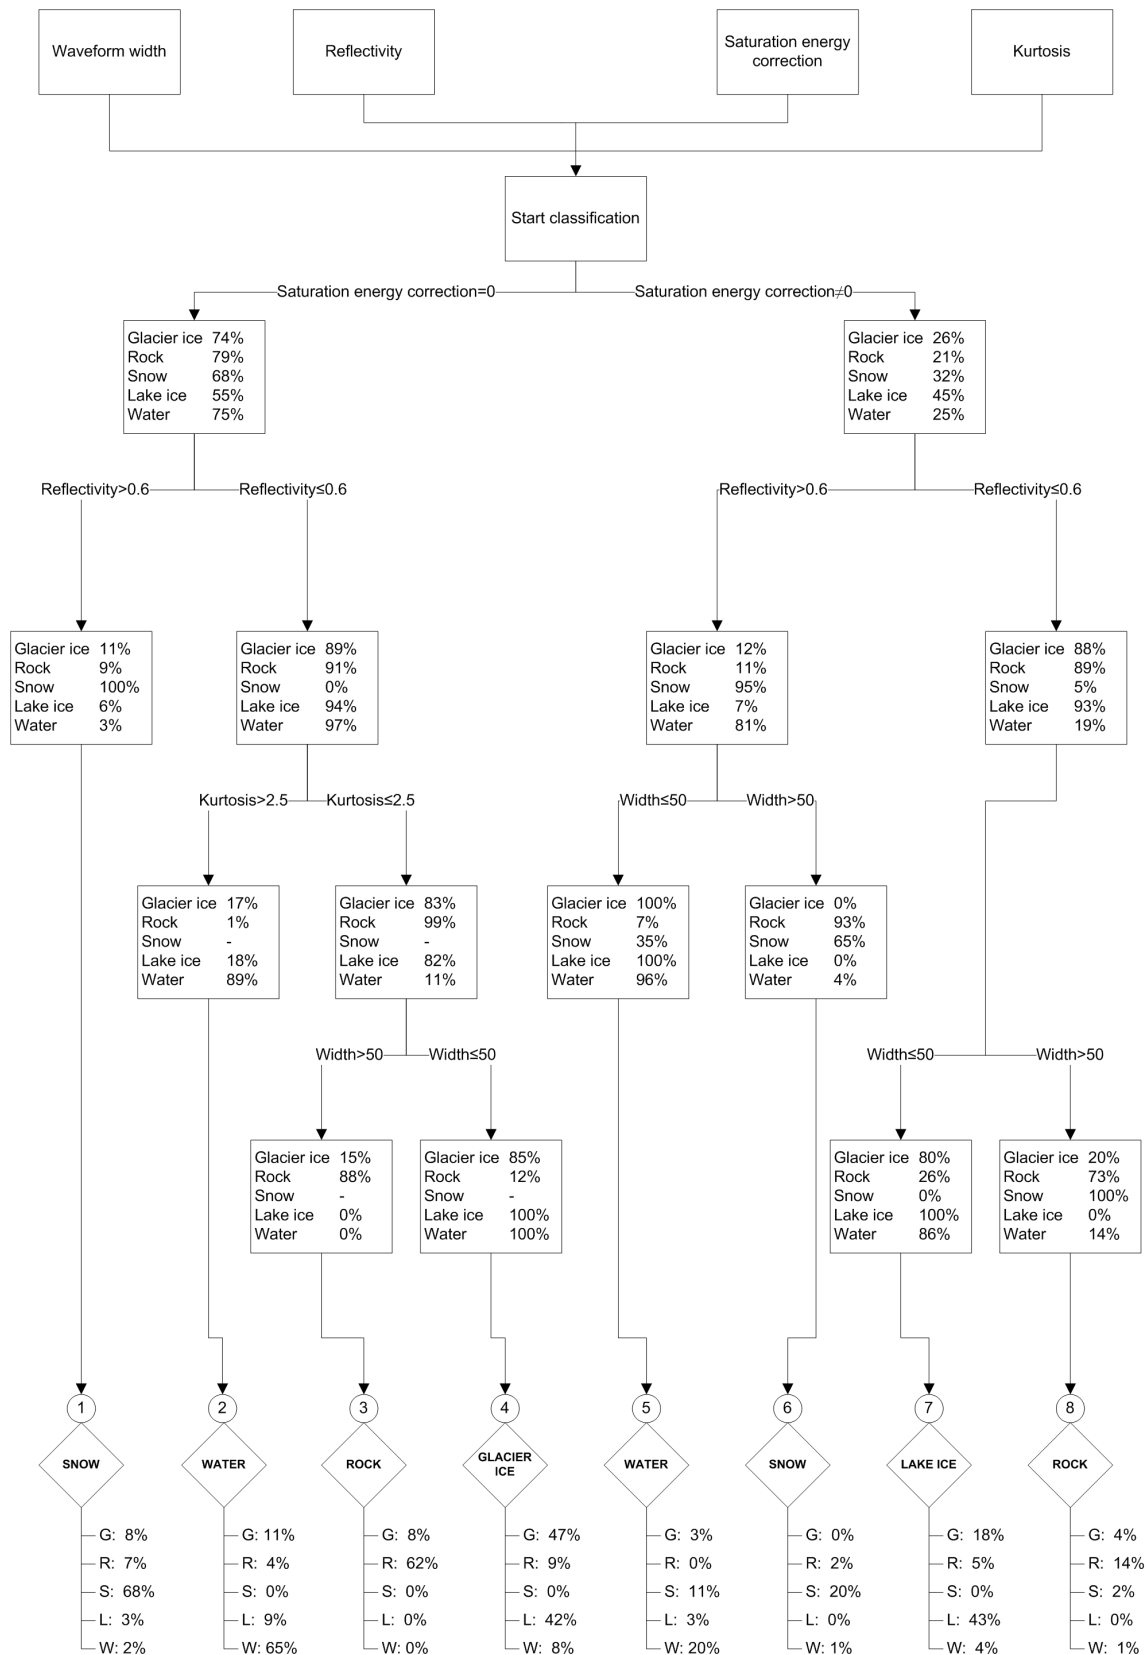 Waveform width
Reflectivity
Saturation energy
correction
Kurtosis
Start classification
Saturation energy correction=0
Saturation energy correction≠0
Glacier ice 74%
Rock 79%
Snow 68%
Lake ice 55%
Water 75%
Glacier ice 26%
Rock 21%
Snow 32%
Lake ice 45%
Water 25%
Reflectivity>0.6
Reflectivity≤0.6
Reflectivity>0.6
Reflectivity≤0.6
Glacier ice 11%
Rock 9%
Snow 100%
Lake ice 6%
Water 3%
Glacier ice 89%
Rock 91%
Snow 0%
Lake ice 94%
Water 97%
Glacier ice 12%
Rock 11%
Snow 95%
Lake ice 7%
Water 81%
Glacier ice 88%
Rock 89%
Snow 5%
Lake ice 93%
Water 19%
Kurtosis>2.5
Kurtosis≤2.5
Width≤50
Width>50
Glacier ice 17%
Rock 1%
Snow -
Lake ice 18%
Water 89%
Glacier ice 83%
Rock 99%
Snow -
Lake ice 82%
Water 11%
Glacier ice 100%
Rock 7%
Snow 35%
Lake ice 100%
Water 96%
Glacier ice 0%
Rock 93%
Snow 65%
Lake ice 0%
Water 4%
Width>50
Width≤50
Width≤50
Width>50
Glacier ice 15%
Rock 88%
Snow -
Lake ice 0%
Water 0%
Glacier ice 85%
Rock 12%
Snow -
Lake ice 100%
Water 100%
Glacier ice 80%
Rock 26%
Snow 0%
Lake ice 100%
Water 86%
Glacier ice 20%
Rock 73%
Snow 100%
Lake ice 0%
Water 14%
1
SNOW
G: 8%
R: 7%
S: 68%
L: 3%
W: 2%
2
WATER
G: 11%
R: 4%
S: 0%
L: 9%
W: 65%
3
ROCK
G: 8%
R: 62%
S: 0%
L: 0%
W: 0%
4
GLACIER
ICE
G: 47%
R: 9%
S: 0%
L: 42%
W: 8%
5
WATER
G: 3%
R: 0%
S: 11%
L: 3%
W: 20%
6
SNOW
G: 0%
R: 2%
S: 20%
L: 0%
W: 1%
7
LAKE ICE
G: 18%
R: 5%
S: 0%
L: 43%
W: 4%
8
ROCK
G: 4%
R: 14%
S: 2%
L: 0%
W: 1%